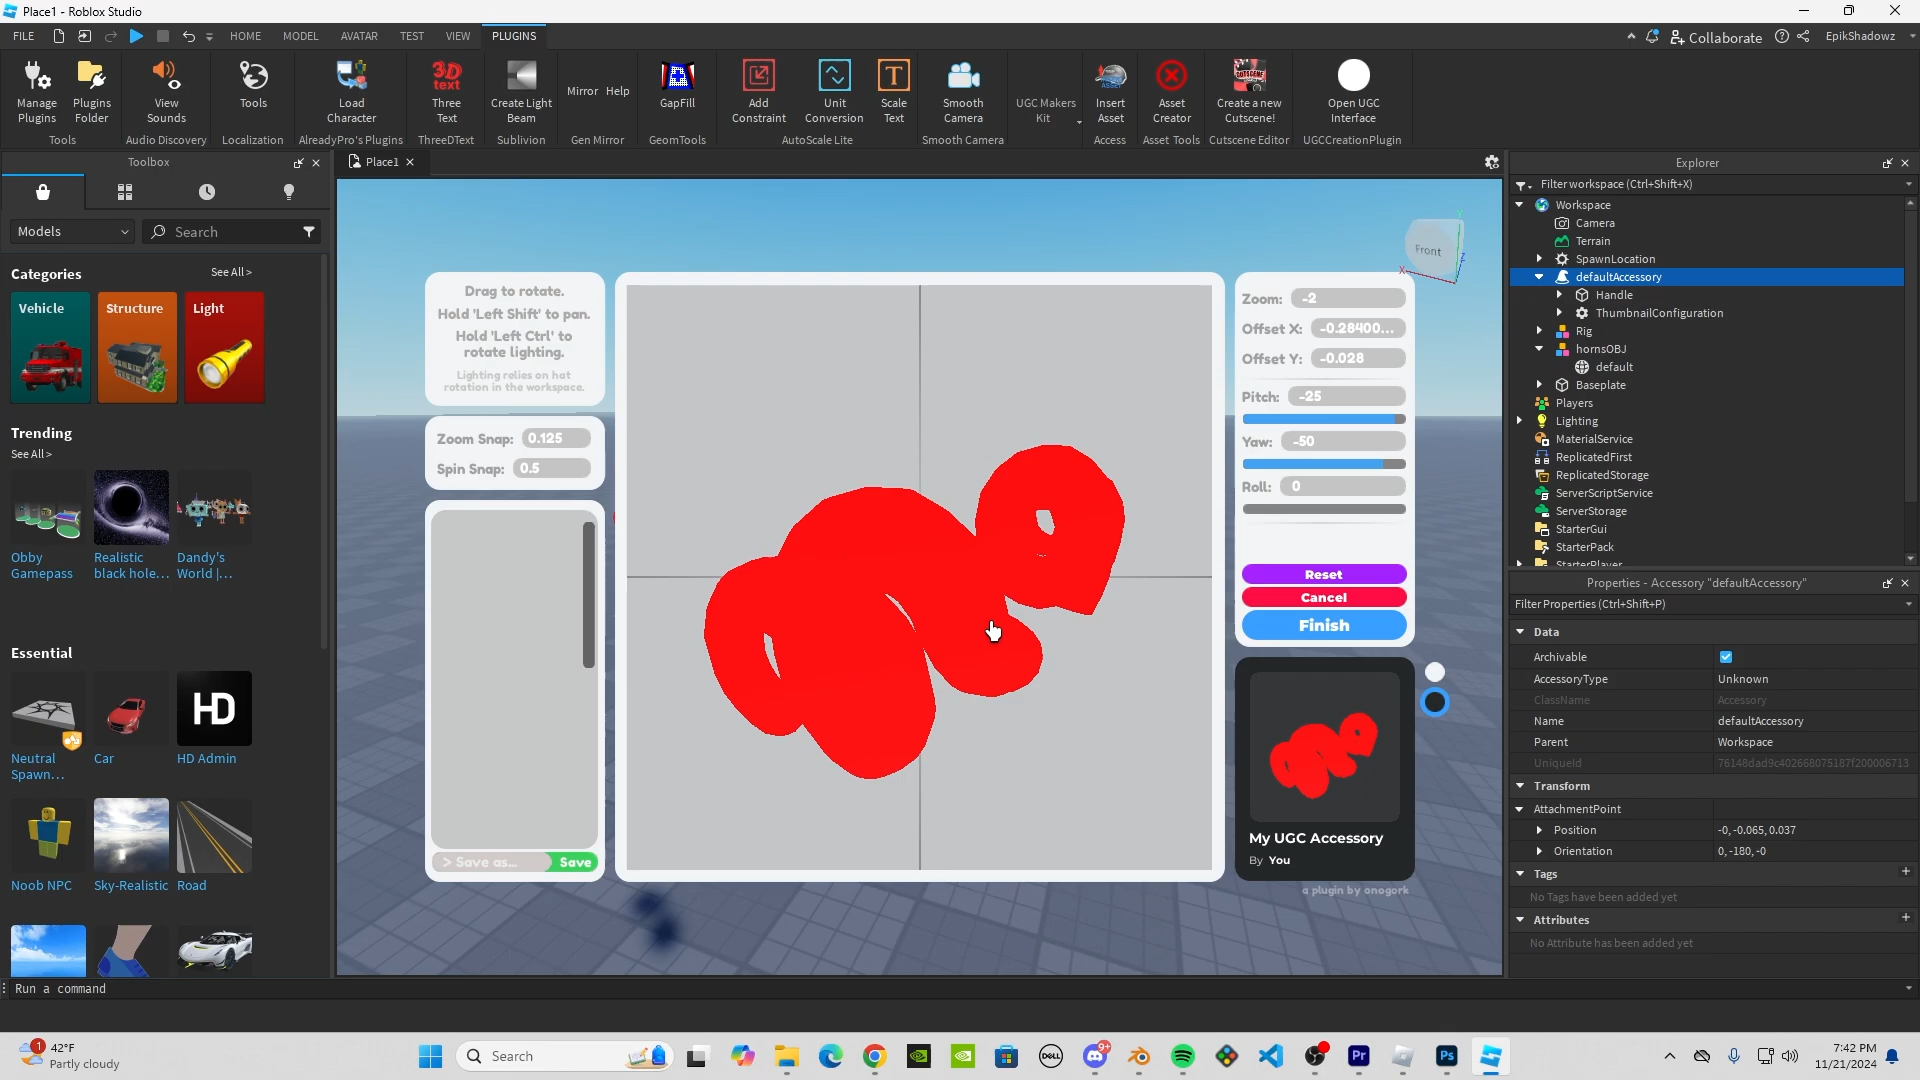 Place1 - Roblox Studio
FILE
HOME
MODEL
AVATAR
TEST
VIEW
PLUGINS
Collaborate
EpikShadowz
Manage Plugins
Plugins Folder
View Sounds
Tools
Load Character
3D text
Three Text
Create Light Beam
Mirror
Help
GapFill
Add Constraint
Unit Conversion
Scale Text
Smooth Camera
UGC Makers Kit
Insert Asset
Asset Creator
Create a new Cutscene!
Open UGC Interface
Tools
Audio Discovery
Localization
AlreadyPro's Plugins
ThreeDText
Sublivion
Gen Mirror
GeomTools
AutoScale Lite
Smooth Camera
Access
Asset Tools
Cutscene Editor
UGCCreationPlugin
Toolbox
Models
Search
Categories
See All >
Vehicle
Structure
Light
Trending
See All >
Obby Gamepass
Realistic black hole...
Dandy's World |...
Essential
Neutral Spawn...
Car
HD
HD Admin
Noob NPC
Sky-Realistic
Road
Place1
Front
X
Y
Z
Drag to rotate.
Hold 'Left Shift' to pan.
Hold 'Left Ctrl' to
rotate lighting.
Lighting relies on hat
rotation in the workspace.
Zoom Snap: 0.125
Spin Snap: 0.5
> Save as...
Save
Zoom: -2
Offset X: -0.28400...
Offset Y: -0.028
Pitch: -25
Yaw: -50
Roll: 0
Reset
Cancel
Finish
My UGC Accessory
By You
a plugin by onogork
Explorer
Filter workspace (Ctrl+Shift+X)
Workspace
Camera
Terrain
SpawnLocation
defaultAccessory
Handle
ThumbnailConfiguration
Rig
hornsOBJ
default
Baseplate
Players
Lighting
MaterialService
ReplicatedFirst
ReplicatedStorage
ServerScriptService
ServerStorage
StarterGui
StarterPack
StarterPlayer
Properties - Accessory "defaultAccessory"
Filter Properties (Ctrl+Shift+P)
Data
Archivable
AccessoryType Unknown
ClassName Accessory
Name defaultAccessory
Parent Workspace
UniqueId 76148dad9c402668075187f200006713
Transform
AttachmentPoint
Position -0, -0.065, 0.037
Orientation 0, -180, -0
Tags
No Tags have been added yet
Attributes
No Attribute has been added yet
Run a command
1
42°F
Partly cloudy
Search
DELL
9+
Pr
Ps
7:42 PM
11/21/2024